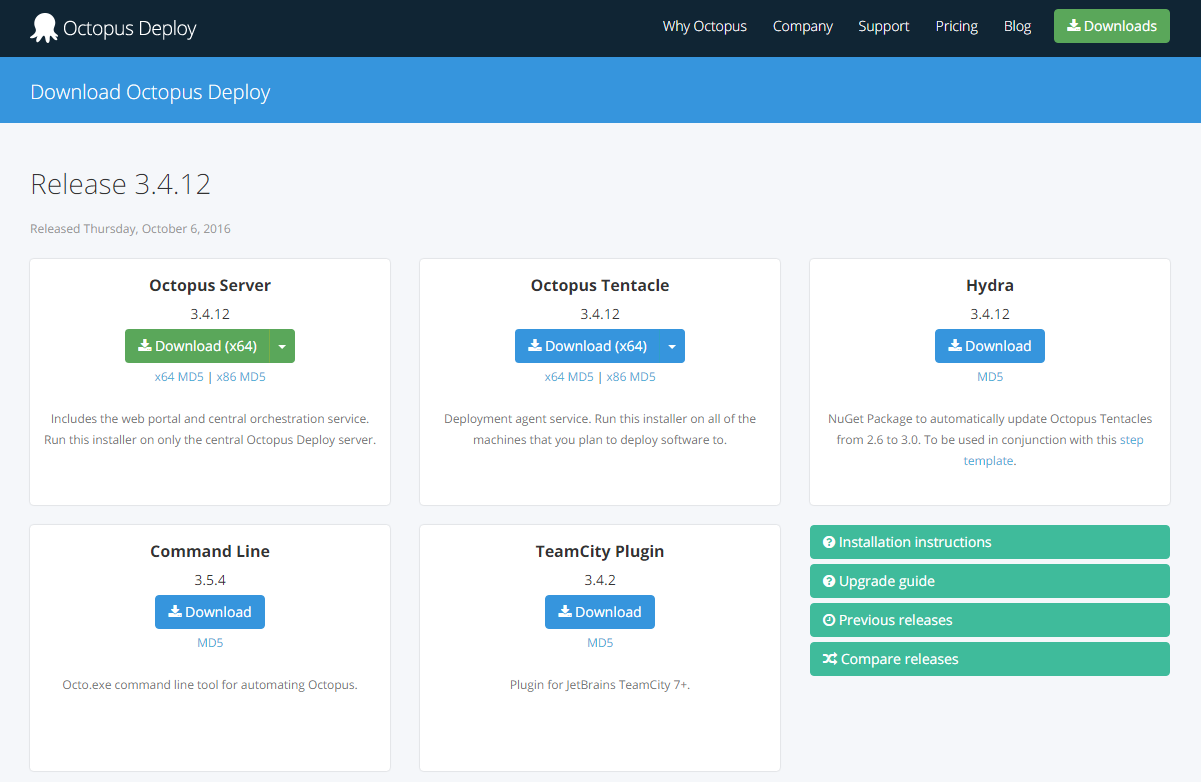 Octopus Deploy
Why Octopus
Company
Support
Pricing
Blog
Downloads
Download Octopus Deploy
Release 3.4.12
Released Thursday, October 6, 2016
Octopus Server
3.4.12
Download (x64)
x64 MD5 | x86 MD5
Includes the web portal and central orchestration service.
Run this installer on only the central Octopus Deploy server.
Octopus Tentacle
3.4.12
Download (x64)
x64 MD5 | x86 MD5
Deployment agent service. Run this installer on all of the
machines that you plan to deploy software to.
Hydra
3.4.12
Download
MD5
NuGet Package to automatically update Octopus Tentacles
from 2.6 to 3.0. To be used in conjunction with this step
template.
Command Line
3.5.4
Download
MD5
Octo.exe command line tool for automating Octopus.
TeamCity Plugin
3.4.2
Download
MD5
Plugin for JetBrains TeamCity 7+.
Installation instructions
Upgrade guide
Previous releases
Compare releases